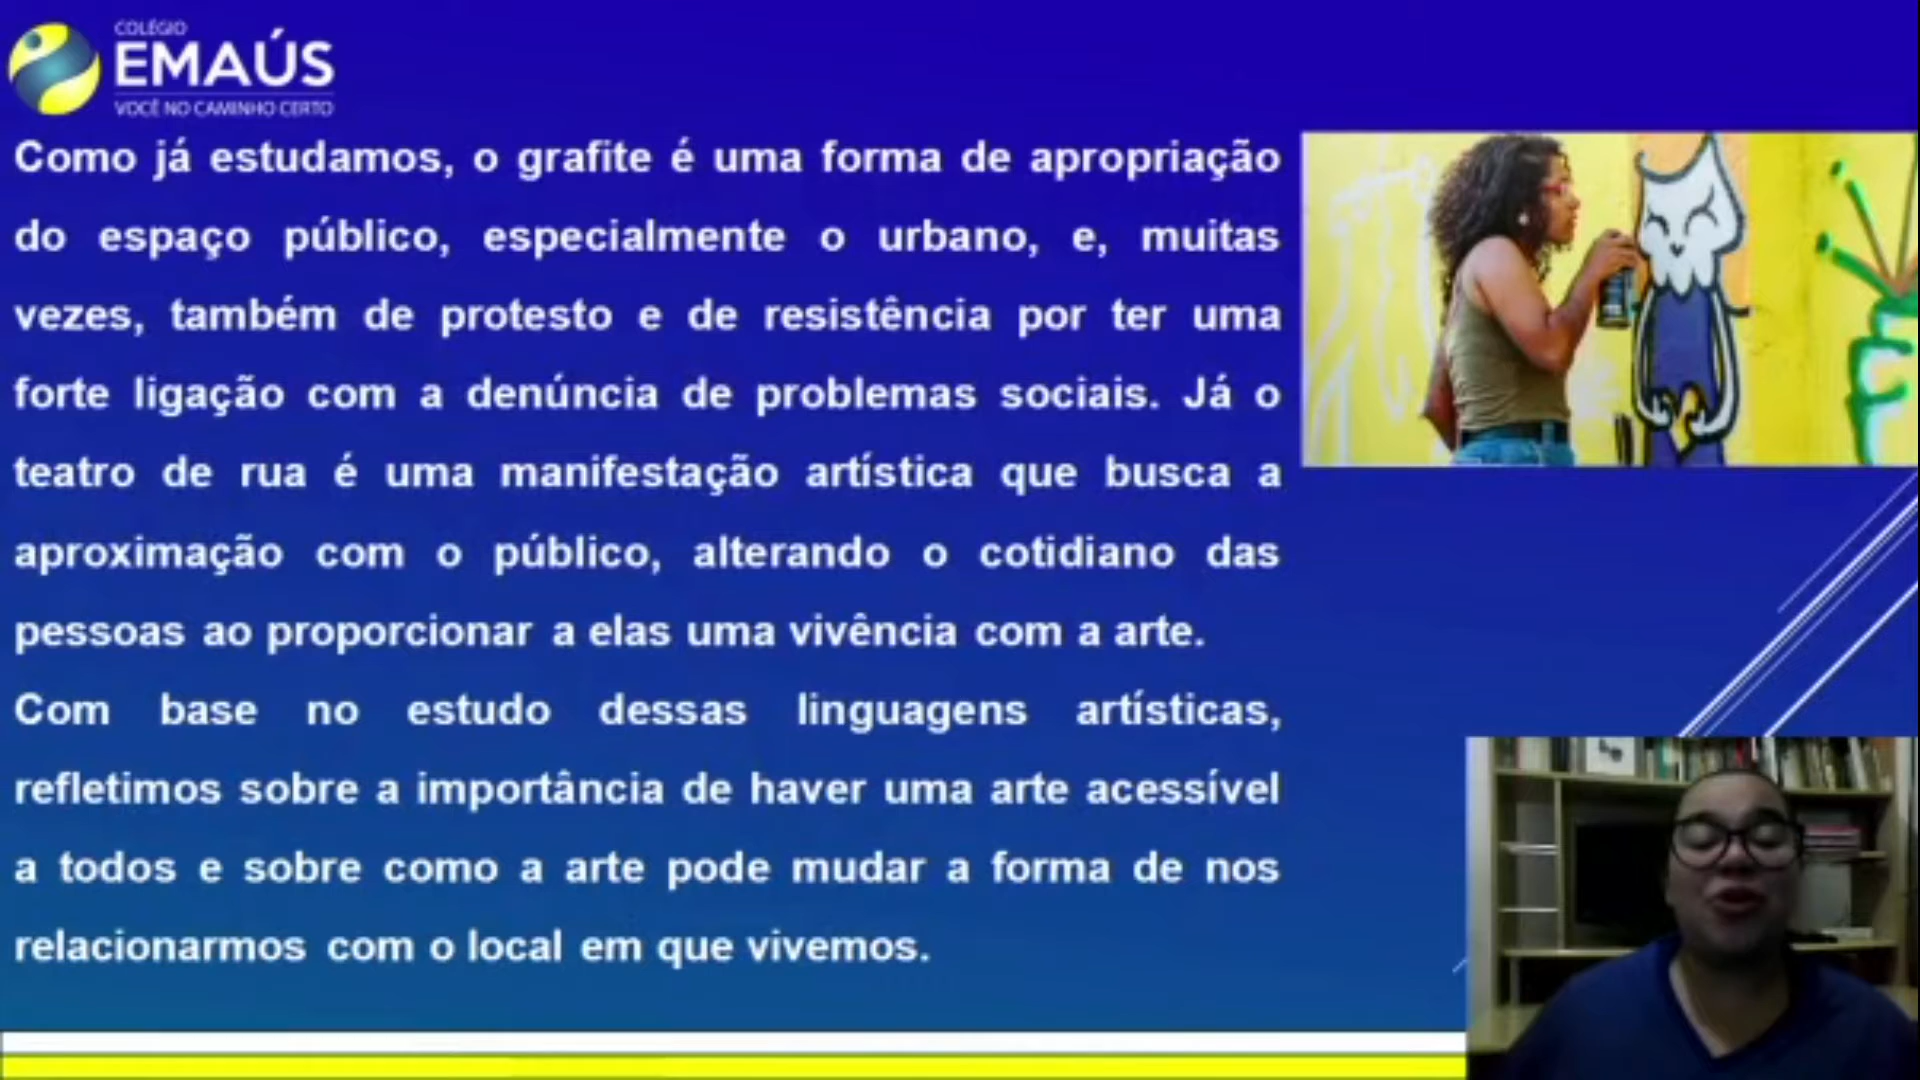 COLÉGIO
EMAÚS
VOCÊ NO CAMINHO CERTO
Como já estudamos, o grafite é uma forma de apropriação
do espaço público, especialmente o urbano, e, muitas
vezes, também de protesto e de resistência por ter uma
forte ligação com a denúncia de problemas sociais. Já o
teatro de rua é uma manifestação artística que busca a
aproximação com o público, alterando o cotidiano das
pessoas ao proporcionar a elas uma vivência com a arte.
Com base no estudo dessas linguagens artísticas,
refletimos sobre a importância de haver uma arte acessível
a todos e sobre como a arte pode mudar a forma de nos
relacionarmos com o local em que vivemos.